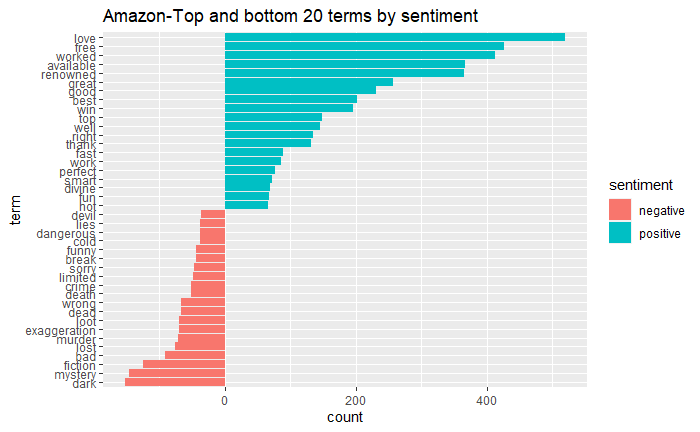 Amazon-Top and bottom 20 terms by sentiment
love
free
worked
available
renowned
great
good
best
win
top
well
right
thank
fast
work
perfect
smart
divine
fun
hot
devil
lies
dangerous
cold
funny
break
sorry
limited
crime
death
wrong
dead
loot
exaggeration
murder
lost
bad
fiction
mystery
dark
term
0 400
count
sentiment
negative
positive